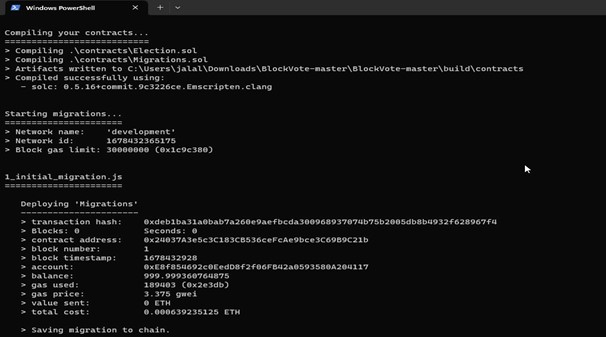 Windows PowerShell
Compiling your contracts...
===========================
> Compiling .\contracts\Election.sol
> Compiling .\contracts\Migrations.sol
> Artifacts written to C:\Users\jalal\Downloads\BlockVote-master\BlockVote-master\build\contracts
> Compiled successfully using:
- solc: 0.5.16+commit.9c3226ce.Emscripten.clang
Starting migrations...
======================
> Network name: 'development'
> Network id: 1678432365175
> Block gas limit: 30000000 (0x1c9c380)
1_initial_migration.js
======================
Deploying 'Migrations'
----------------------
> transaction hash: 0xdeb1ba31a0bab7a260e9aefbcda300968937074b75b2005db8b4932f628967f4
> Blocks: 0 Seconds: 0
> contract address: 0x24037A3e5c3C183CB536ceFcAe9bce3C69B9C21b
> block number: 1
> block timestamp: 1678432928
> account: 0xE8f854692c0EedD8f2f06FB42a0593580A204117
> balance: 999.999360764875
> gas used: 189403 (0x2e3db)
> gas price: 3.375 gwei
> value sent: 0 ETH
> total cost: 0.000639235125 ETH
> Saving migration to chain.